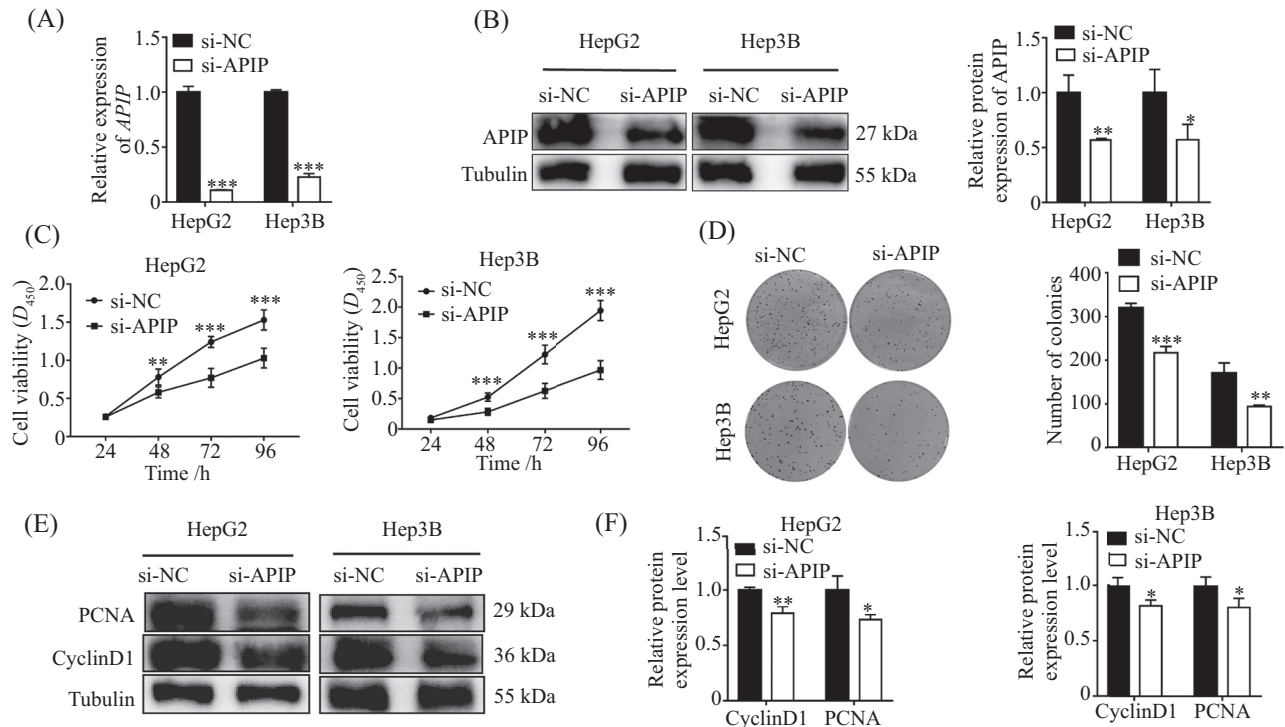 (A)
Relative expression
of APIP
1.5
1.0
0.5
0
si-NC
si-APIP
***
***
HepG2
Hep3B
(B)
HepG2
Hep3B
si-NC
si-APIP
si-NC
si-APIP
APIP
27 kDa
Tubulin
55 kDa
Relative protein
expression of APIP
1.5
1.0
0.5
0
si-NC
si-APIP
**
*
HepG2
Hep3B
(C)
HepG2
Cell viability (D450)
2.0
1.5
1.0
0.5
0
si-NC
si-APIP
**
***
***
24
48
72
96
Time /h
Hep3B
Cell viability (D450)
2.5
2.0
1.5
1.0
0.5
0
si-NC
si-APIP
***
***
***
24
48
72
96
Time /h
(D)
si-NC
si-APIP
HepG2
Hep3B
Number of colonies
400
300
200
100
0
si-NC
si-APIP
***
**
HepG2
Hep3B
(E)
HepG2
Hep3B
si-NC
si-APIP
si-NC
si-APIP
PCNA
29 kDa
CyclinD1
36 kDa
Tubulin
55 kDa
(F)
HepG2
Relative protein
expression level
1.5
1.0
0.5
0
si-NC
si-APIP
**
*
CyclinD1
PCNA
Hep3B
Relative protein
expression level
1.5
1.0
0.5
0
si-NC
si-APIP
*
*
CyclinD1
PCNA